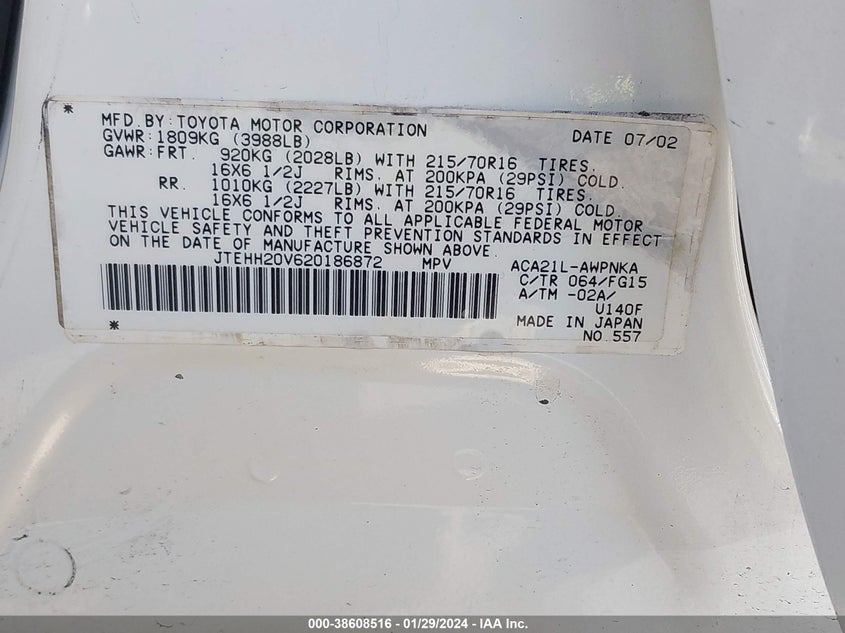 MFD. BY: TOYOTA MOTOR CORPORATION DATE 07/02
GVWR: 1809KG (3988LB)
GAWR: FRT. 920KG (2028LB) WITH 215/70R16 TIRES.
16X6 1/2J RIMS. AT 200KPA (29PSI) COLD.
RR. 1010KG (2227LB) WITH 215/70R16 TIRES.
16X6 1/2J RIMS. AT 200KPA (29PSI) COLD.
THIS VEHICLE CONFORMS TO ALL APPLICABLE FEDERAL MOTOR
VEHICLE SAFETY AND THEFT PREVENTION STANDARDS IN EFFECT
ON THE DATE OF MANUFACTURE SHOWN ABOVE.
JTEHH20V620186872 MPV ACA21L-AWPNKA
C/TR 064/FG15
A/TM -02A/
U140F
MADE IN JAPAN
NO. 557
000-38608516 / 01/29/2024 - IAA Inc.